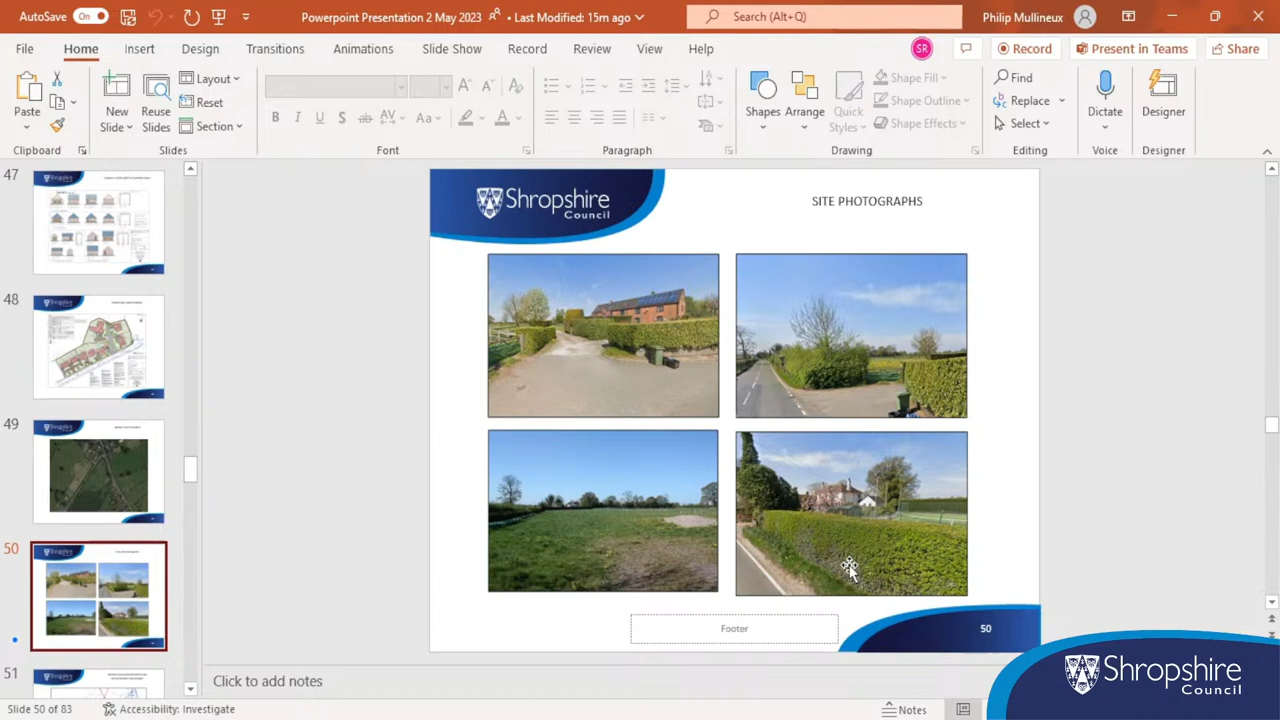 AutoSave On Powerpoint Presentation 2 May 2023 • Last Modified: 15m ago Search (Alt+Q) Philip Mullineux
File Home Insert Design Transitions Animations Slide Show Record Review View Help SR Record Present in Teams Share
Paste New Slide Reuse Slides Layout Reset Section
B I U S ab AV Aa A
Shapes Arrange Quick Styles Shape Fill Shape Outline Shape Effects
Find Replace Select Dictate Designer
Clipboard Slides Font Paragraph Drawing Editing Voice Designer
47
48
49
50
51
Shropshire
Council
SITE PHOTOGRAPHS
Footer
50
Click to add notes
Slide 50 of 83 Accessibility: Investigate Notes
Shropshire
Council